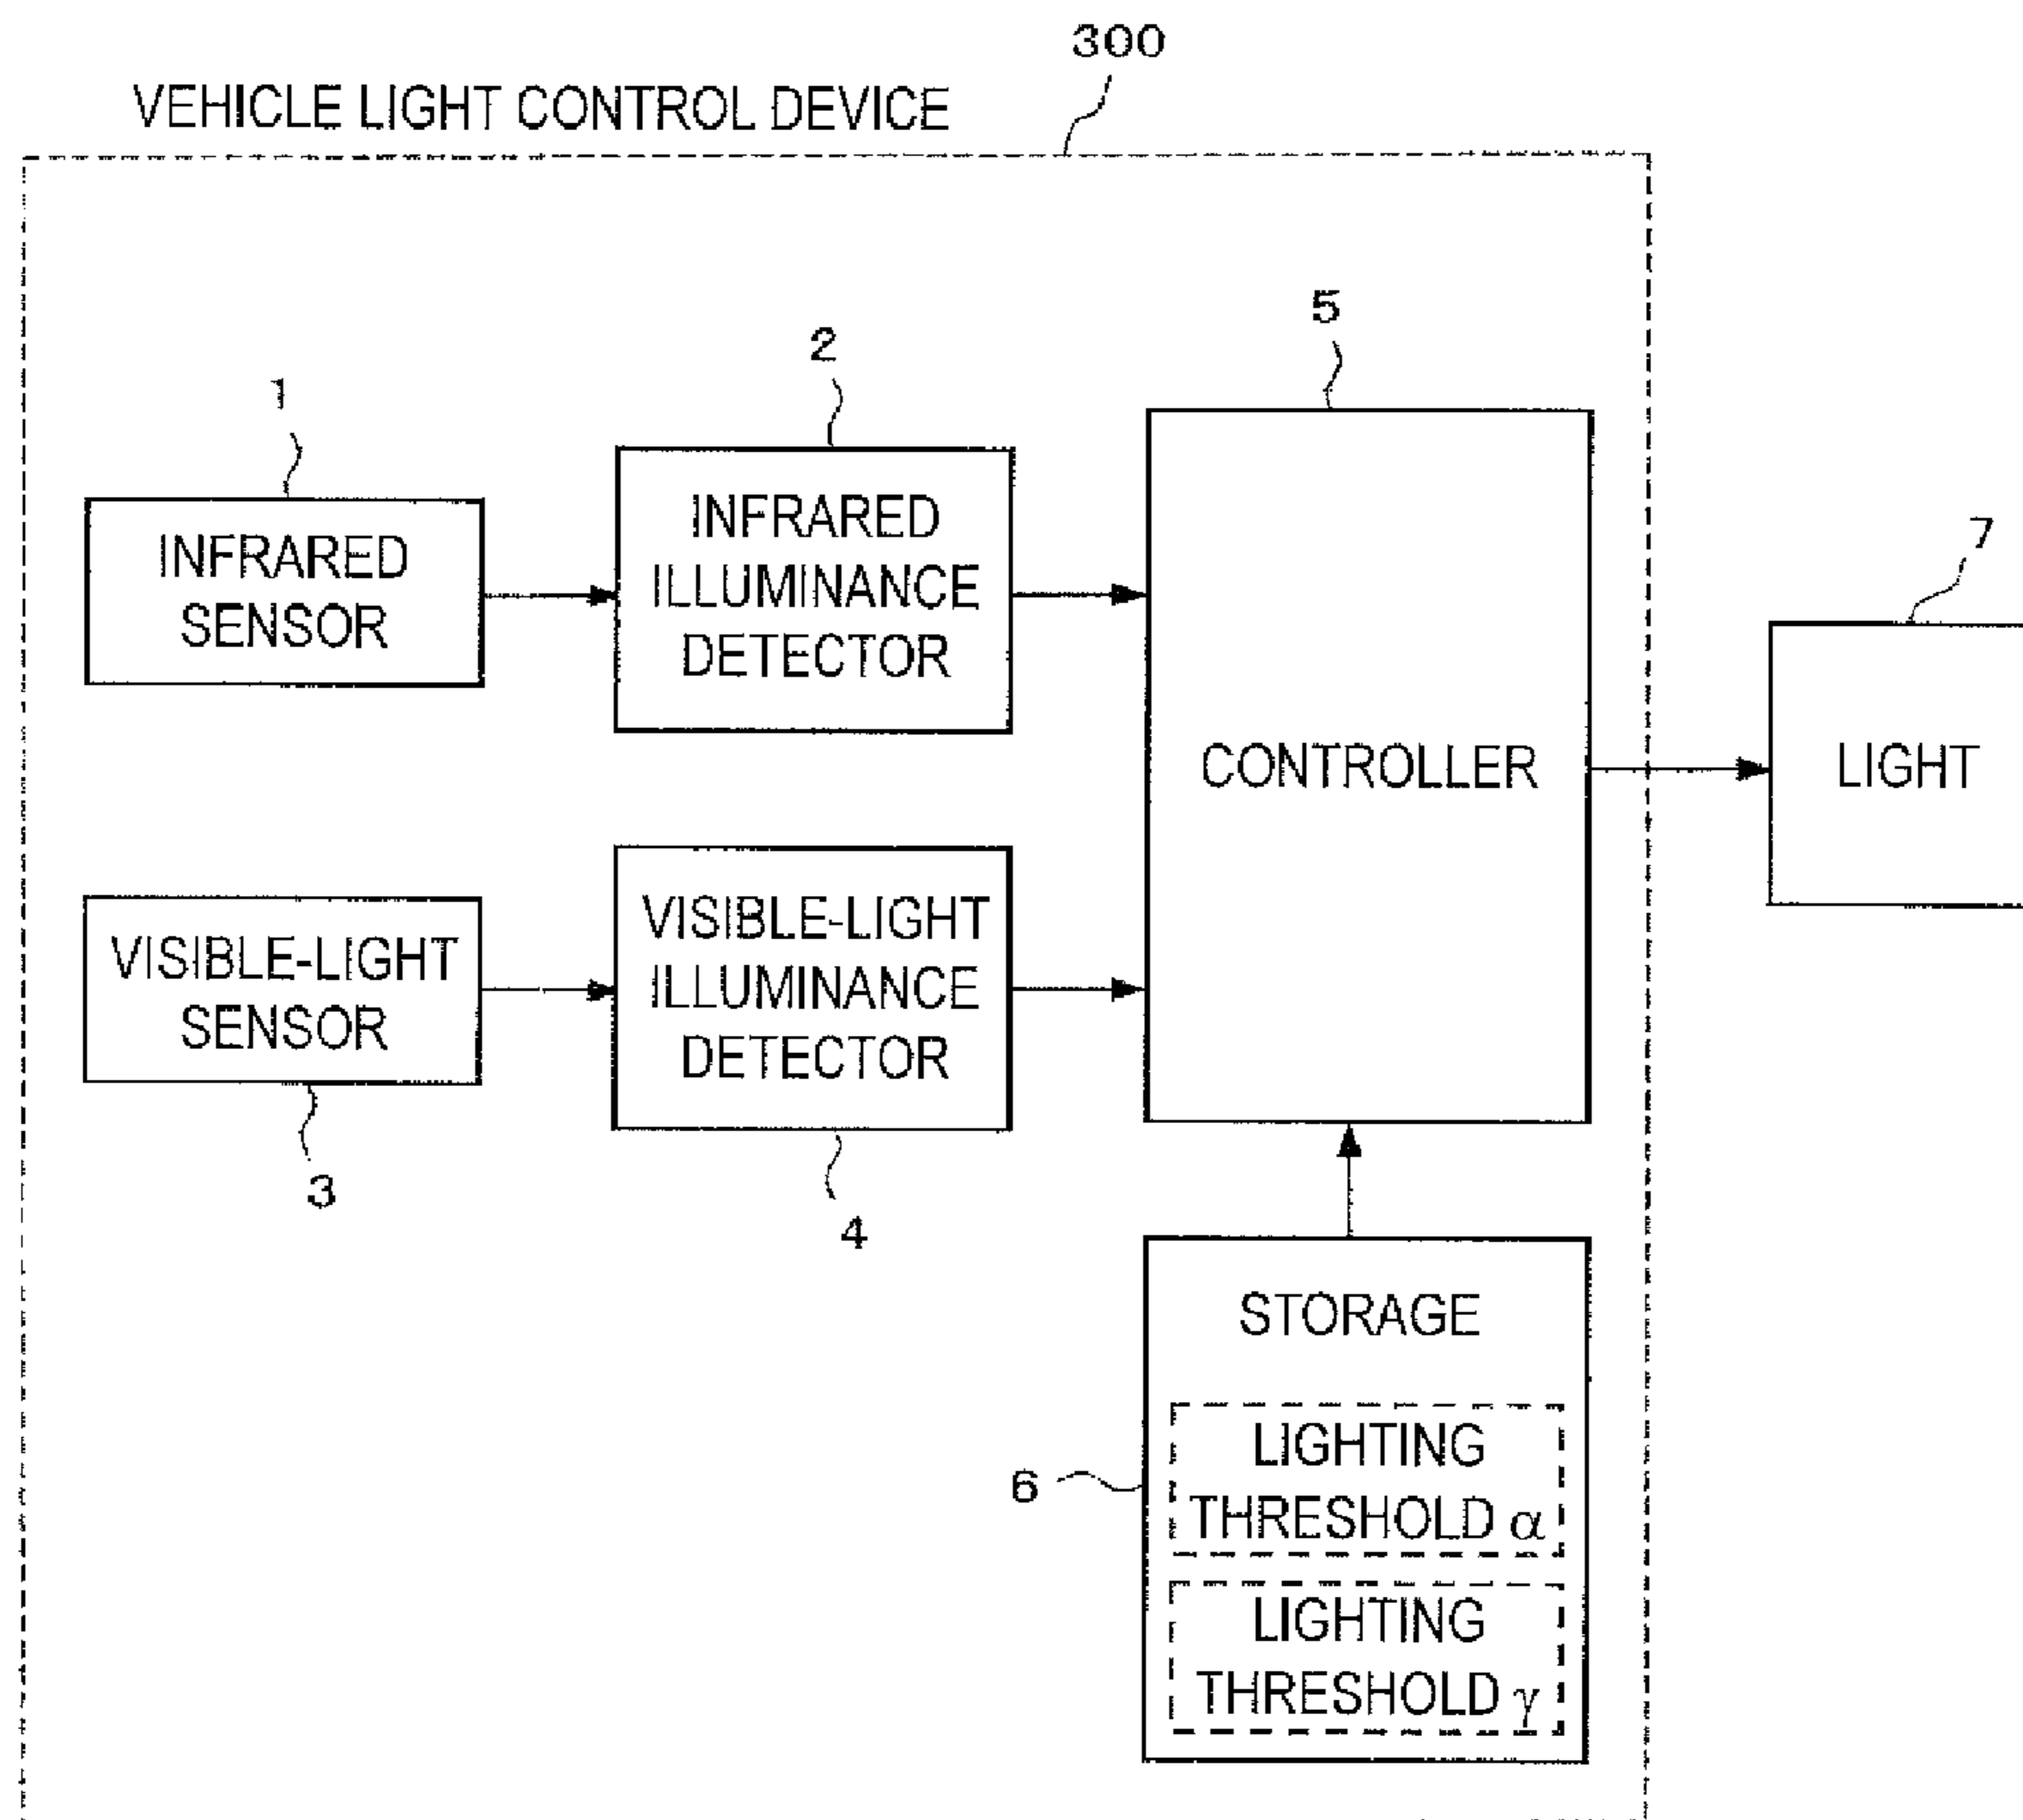 300
VEHICLE LIGHT CONTROL DEVICE
5
2
1
INFRARED
SENSOR
INFRARED
ILLUMINANCE
DETECTOR
7
CONTROLLER
LIGHT
VISIBLE-LIGHT
SENSOR
VISIBLE-LIGHT
ILLUMINANCE
DETECTOR
3
4
STORAGE
6
LIGHTING
THRESHOLD α
LIGHTING
THRESHOLD γ